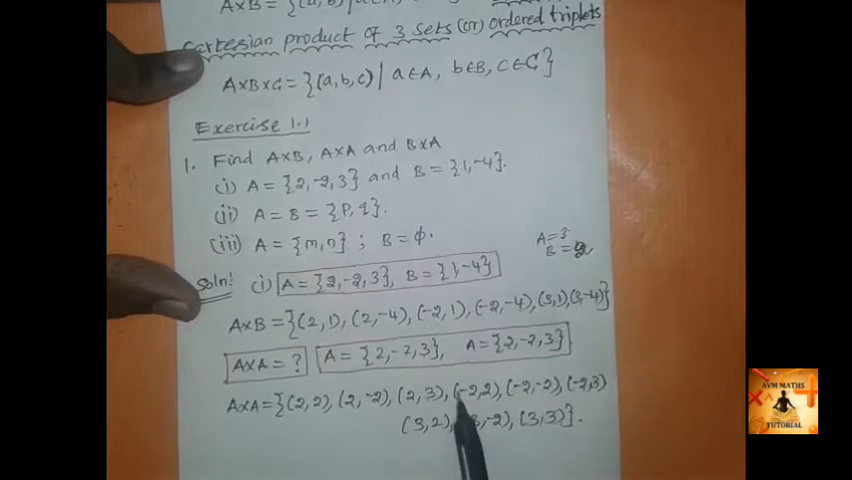 A×B = {(a,b) |
Cartesian product of 3 sets (or) ordered triplets
A×B×C = {(a,b,c) | a∈A, b∈B, c∈C}
Exercise 1.1
1. Find A×B, A×A and B×A
(i) A = {2,-2,3} and B = {1,-4}.
(ii) A = B = {P,q}.
(iii) A = {m,n} ; B = ϕ.
A=3
B=2
Soln: (i) A = {2,-2,3}, B = {1,-4}
A×B = {(2,1), (2,-4), (-2,1), (-2,-4), (3,1), (3,-4)}
A×A = ? A = {2,-2,3}, A = {2,-2,3}
A×A = {(2,2), (2,-2), (2,3), (-2,2), (-2,-2), (-2,3)
(3,2), (3,-2), (3,3)}.
AVM MATHS
TUTORIAL